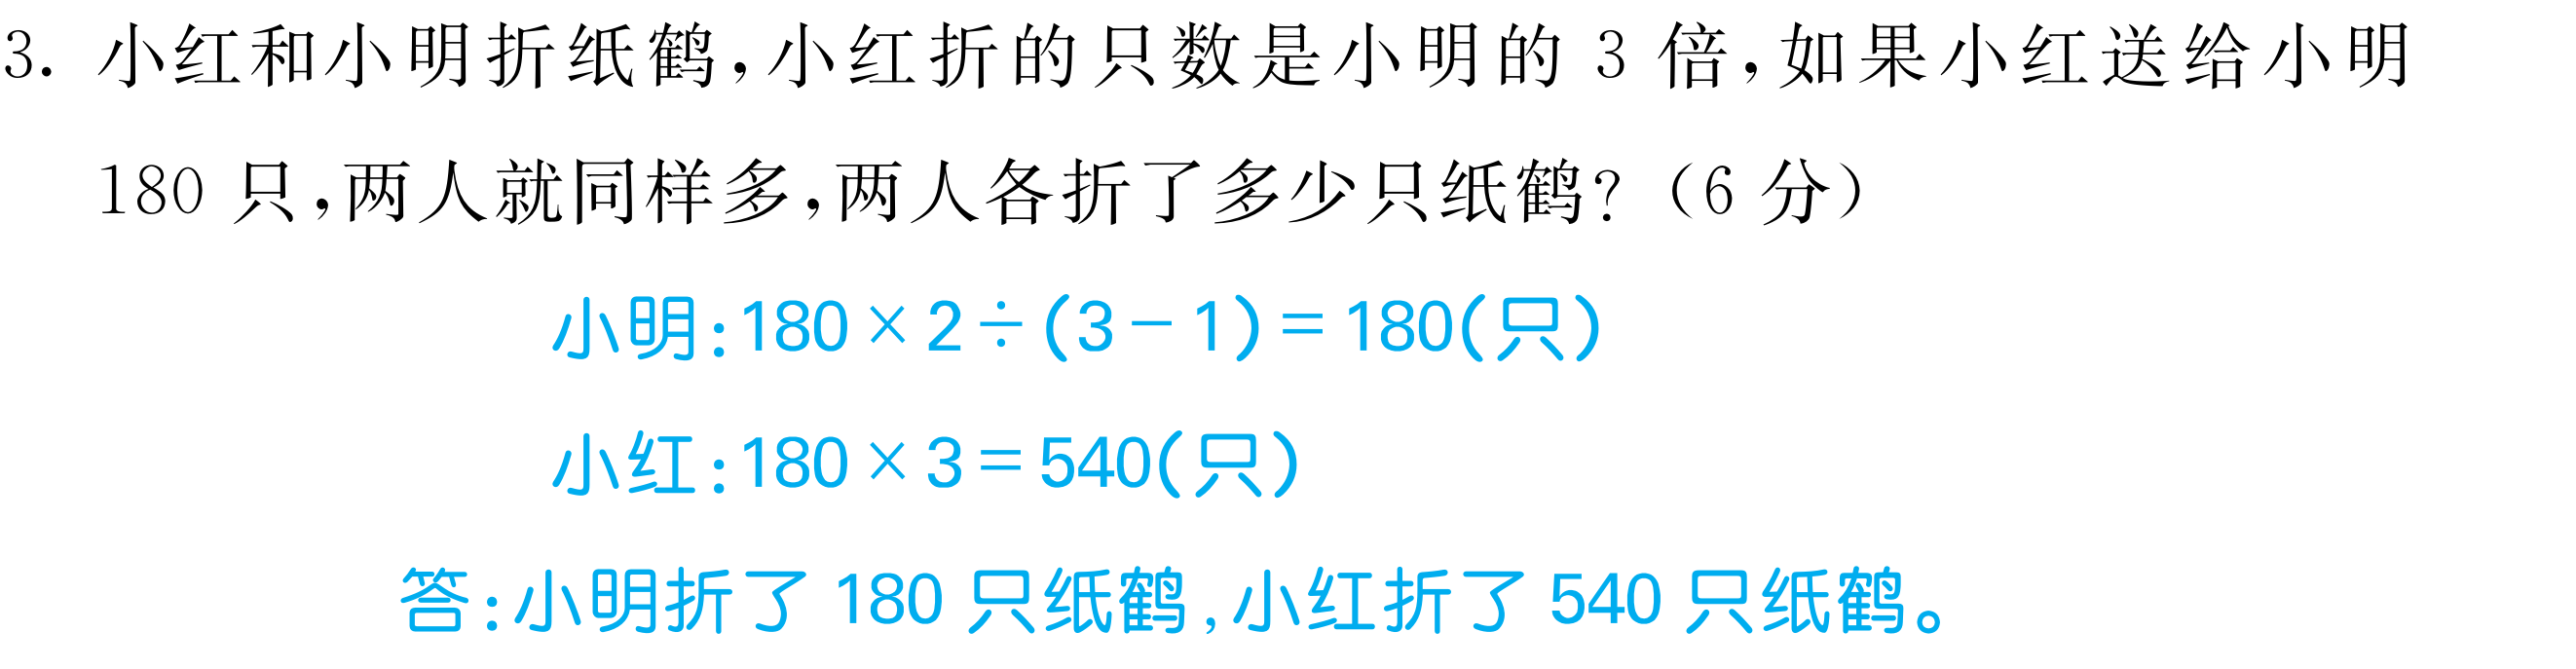 3. 小红和小明折纸鹤,小红折的只数是小明的 3 倍,如果小红送给小明
180 只,两人就同样多,两人各折了多少只纸鹤?(6 分)
小明:180 × 2 ÷ (3 − 1) = 180(只)
小红:180 × 3 = 540(只)
答:小明折了 180 只纸鹤,小红折了 540 只纸鹤。